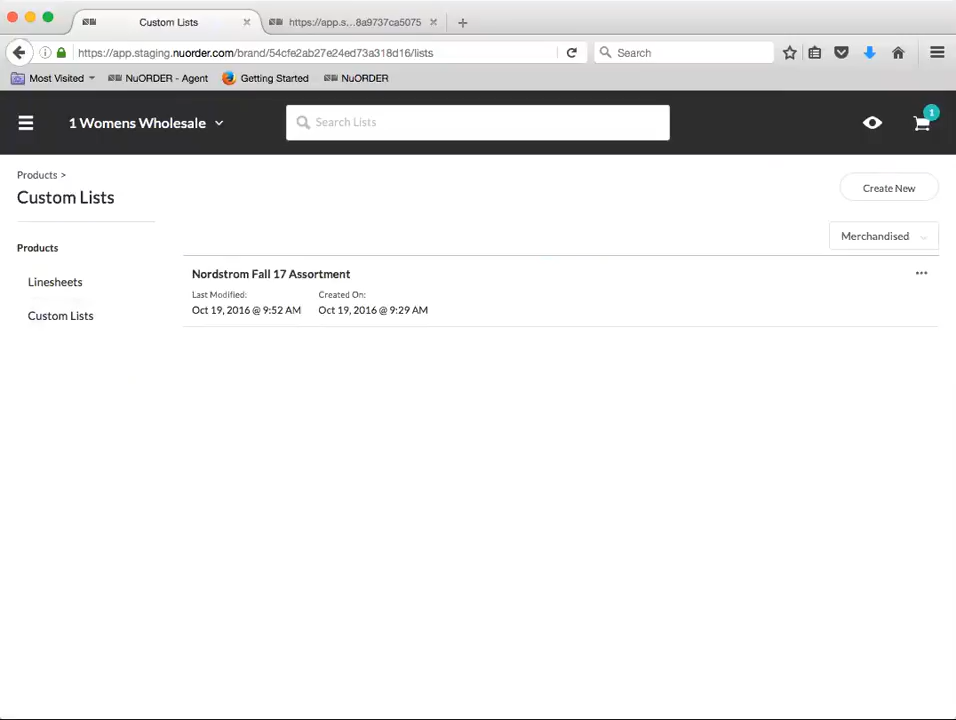 Custom Lists
https://app.s...8a9737ca5075
https://app.staging.nuorder.com/brand/54cfe2ab27e24ed73a318d16/lists
Search
Most Visited
NuORDER - Agent
Getting Started
NuORDER
1 Womens Wholesale
Search Lists
1
Products >
Custom Lists
Create New
Merchandised
Products
Linesheets
Custom Lists
Nordstrom Fall 17 Assortment
Last Modified: Created On:
Oct 19, 2016 @ 9:52 AM Oct 19, 2016 @ 9:29 AM